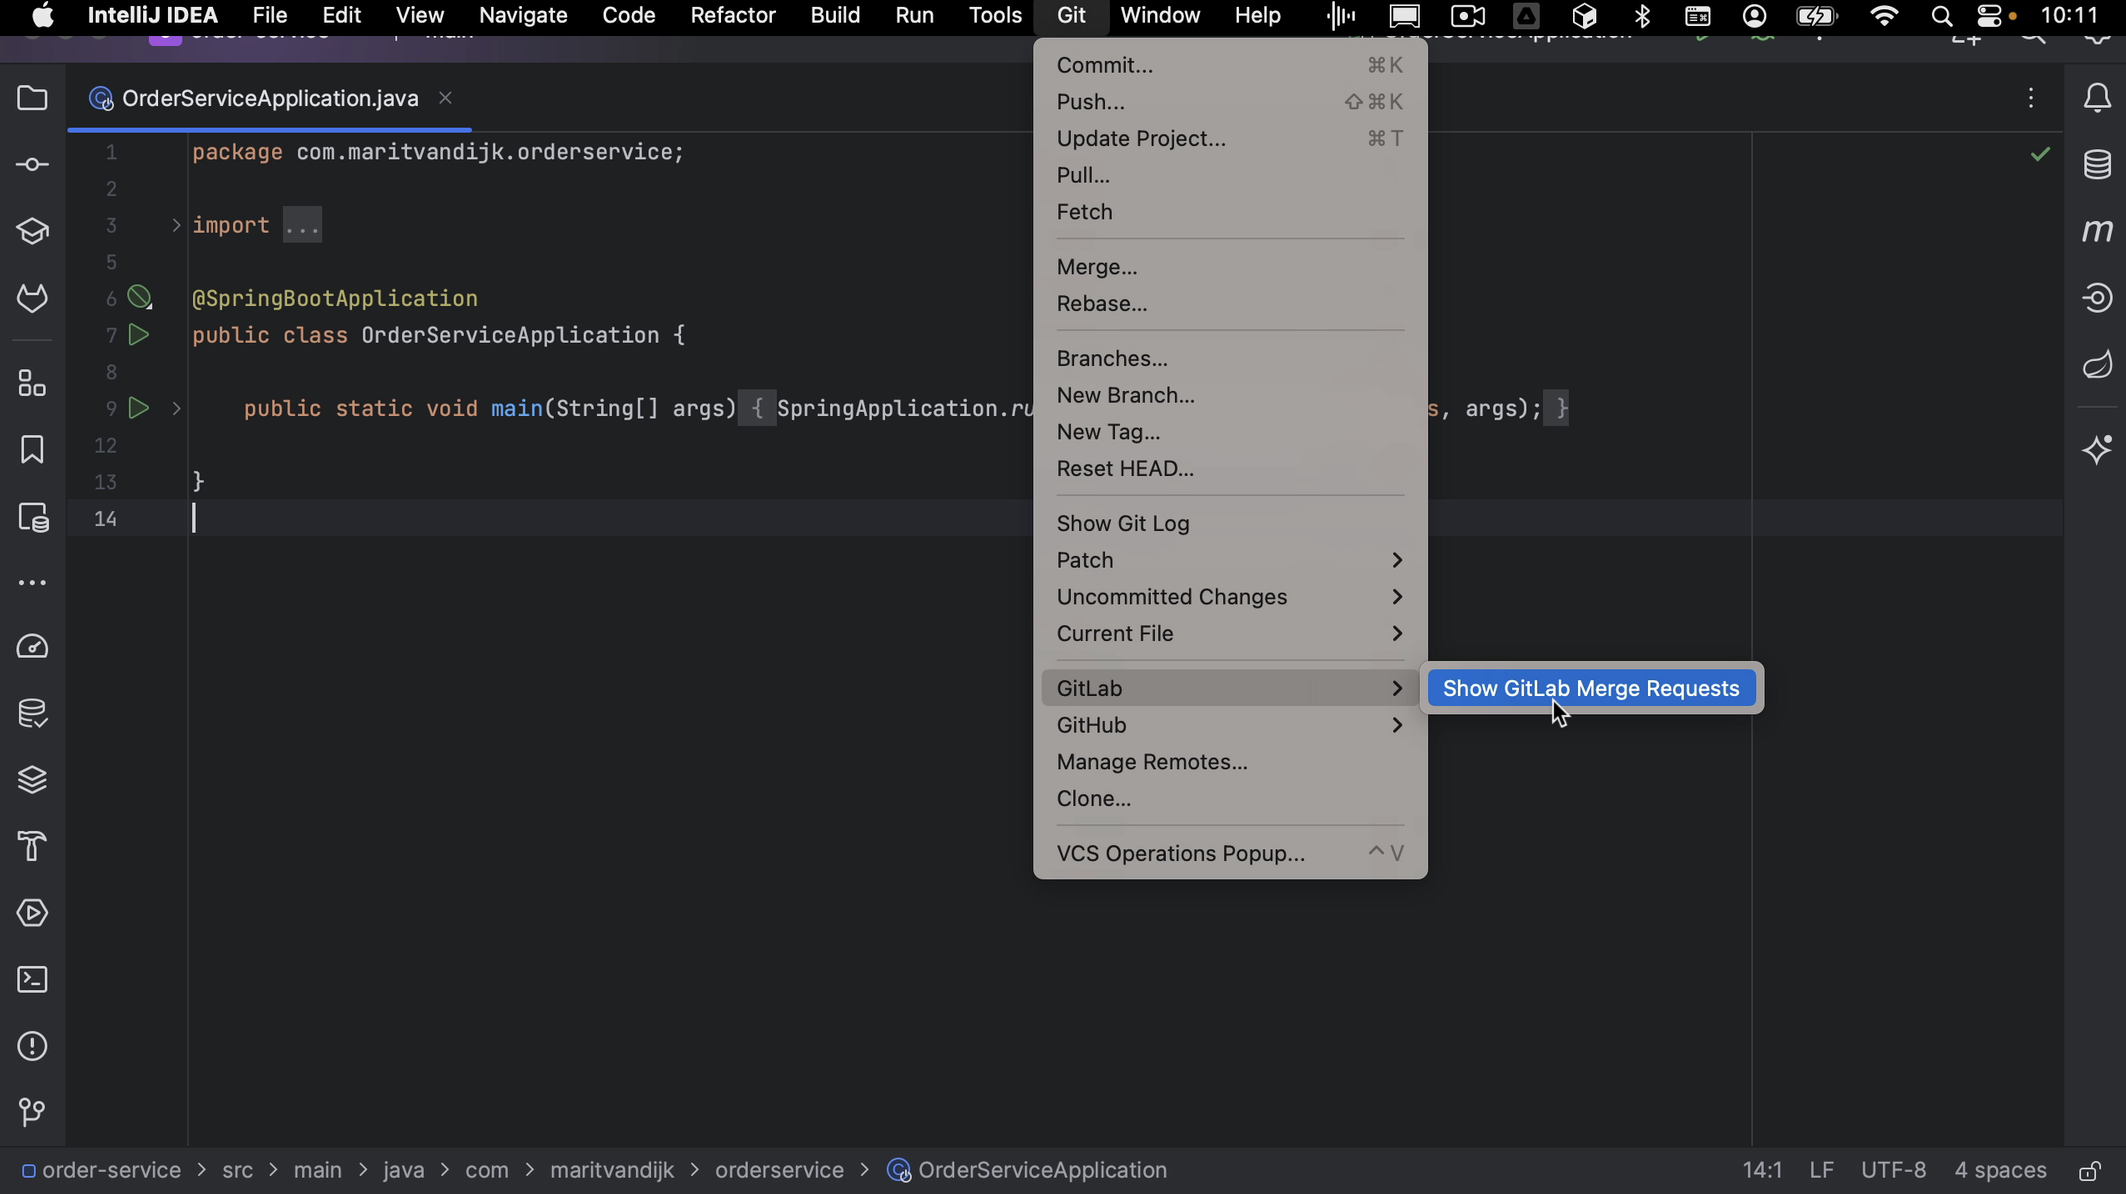 IntelliJ IDEA File Edit View Navigate Code Refactor Build Run Tools Git Window Help 10:11
OrderServiceApplication.java
1 package com.maritvandijk.orderservice;
2
3 import ...
5
6 @SpringBootApplication
7 public class OrderServiceApplication {
8
9 public static void main(String[] args) { SpringApplication.ru s, args); }
12
13 }
14
Commit... ⌘K
Push... ⇧⌘K
Update Project... ⌘T
Pull...
Fetch
Merge...
Rebase...
Branches...
New Branch...
New Tag...
Reset HEAD...
Show Git Log
Patch
Uncommitted Changes
Current File
GitLab
Show GitLab Merge Requests
GitHub
Manage Remotes...
Clone...
VCS Operations Popup... ^V
order-service > src > main > java > com > maritvandijk > orderservice > OrderServiceApplication 14:1 LF UTF-8 4 spaces